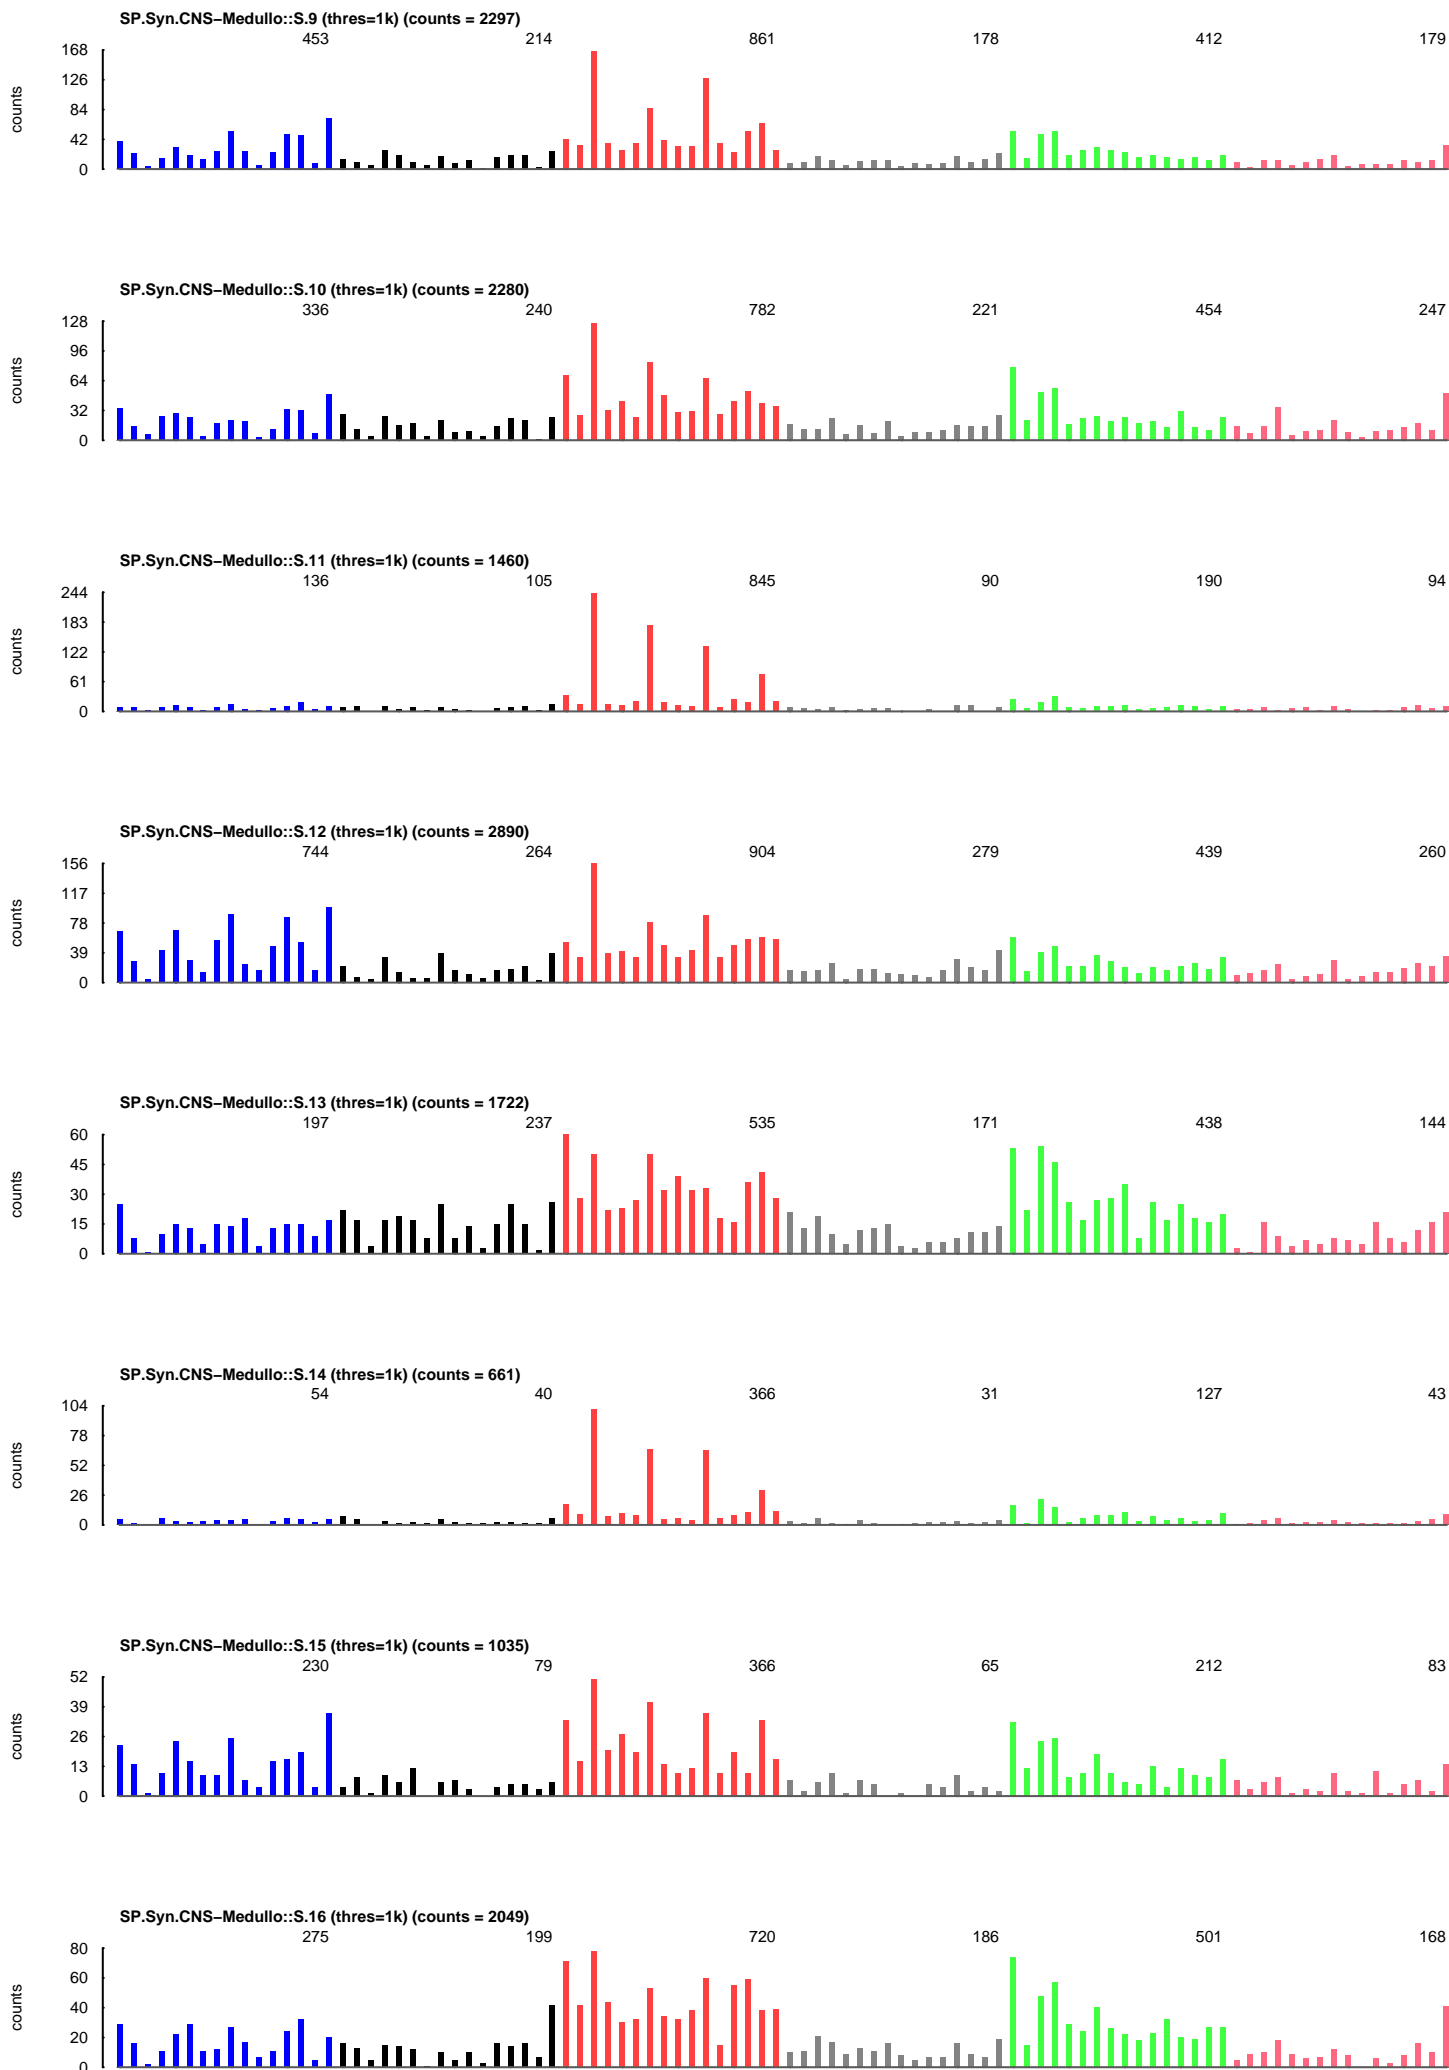 SP.Syn.CNS−Medullo::S.9 (thres=1k) (counts = 2297)
453 214 861 178 412 179
168
126
84
42
0
counts
SP.Syn.CNS−Medullo::S.10 (thres=1k) (counts = 2280)
336 240 782 221 454 247
128
96
64
32
0
counts
SP.Syn.CNS−Medullo::S.11 (thres=1k) (counts = 1460)
136 105 845 90 190 94
244
183
122
61
0
counts
SP.Syn.CNS−Medullo::S.12 (thres=1k) (counts = 2890)
744 264 904 279 439 260
156
117
78
39
0
counts
SP.Syn.CNS−Medullo::S.13 (thres=1k) (counts = 1722)
197 237 535 171 438 144
60
45
30
15
0
counts
SP.Syn.CNS−Medullo::S.14 (thres=1k) (counts = 661)
54 40 366 31 127 43
104
78
52
26
0
counts
SP.Syn.CNS−Medullo::S.15 (thres=1k) (counts = 1035)
230 79 366 65 212 83
52
39
26
13
0
counts
SP.Syn.CNS−Medullo::S.16 (thres=1k) (counts = 2049)
275 199 720 186 501 168
80
60
40
20
0
counts